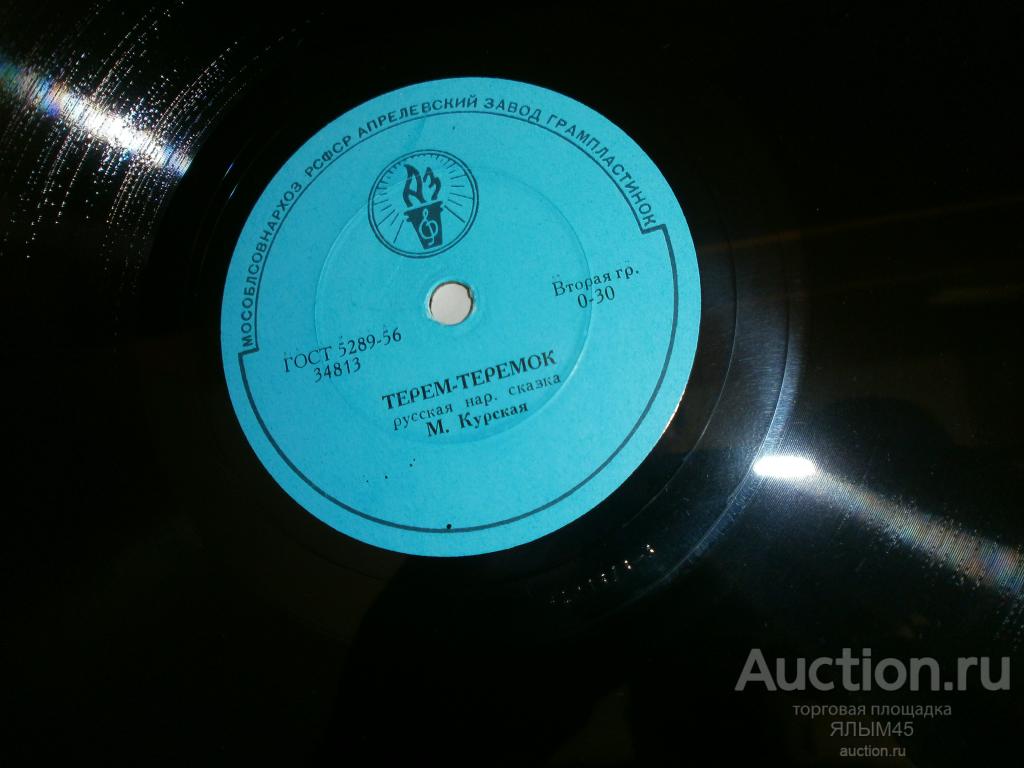 МОСОБЛСОВНАРХОЗ РСФСР АПРЕЛЕВСКИЙ ЗАВОД ГРАМПЛАСТИНОК
АЗ
Вторая гр.
0-30
ГОСТ 5289-56
34813
ТЕРЕМ-ТЕРЕМОК
русская нар. сказка
М. Курская
Auction.ru
торговая площадка
ЯЛЫМ45
auction.ru